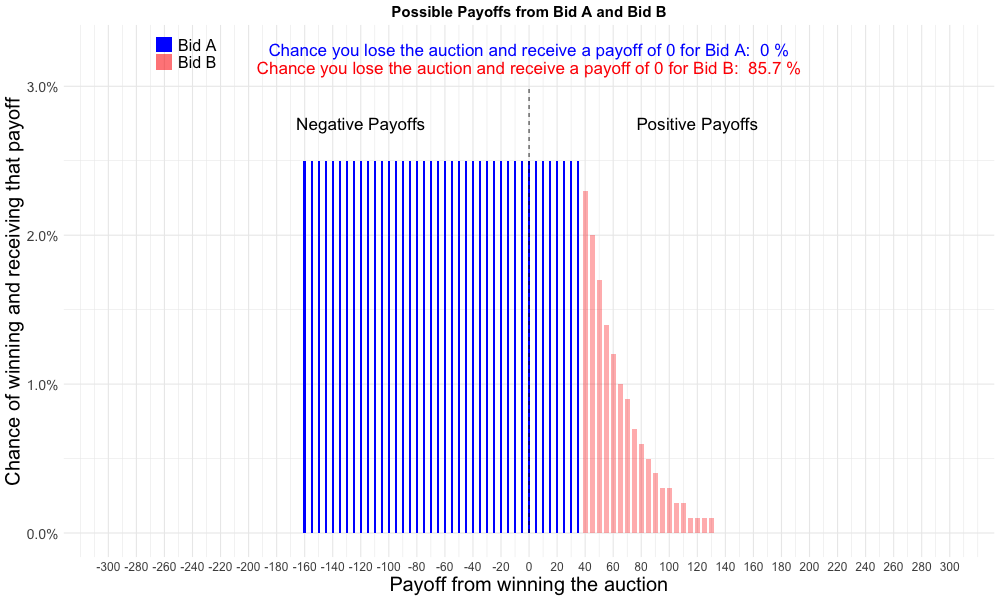 Possible Payoffs from Bid A and Bid B
Bid A
Bid B
Chance you lose the auction and receive a payoff of 0 for Bid A:  0 %
Chance you lose the auction and receive a payoff of 0 for Bid B:  85.7 %
Negative Payoffs
Positive Payoffs
Chance of winning and receiving that payoff
3.0%
2.0%
1.0%
0.0%
-300 -280 -260 -240 -220 -200 -180 -160 -140 -120 -100 -80 -60 -40 -20 0 20 40 60 80 100 120 140 160 180 200 220 240 260 280 300
Payoff from winning the auction